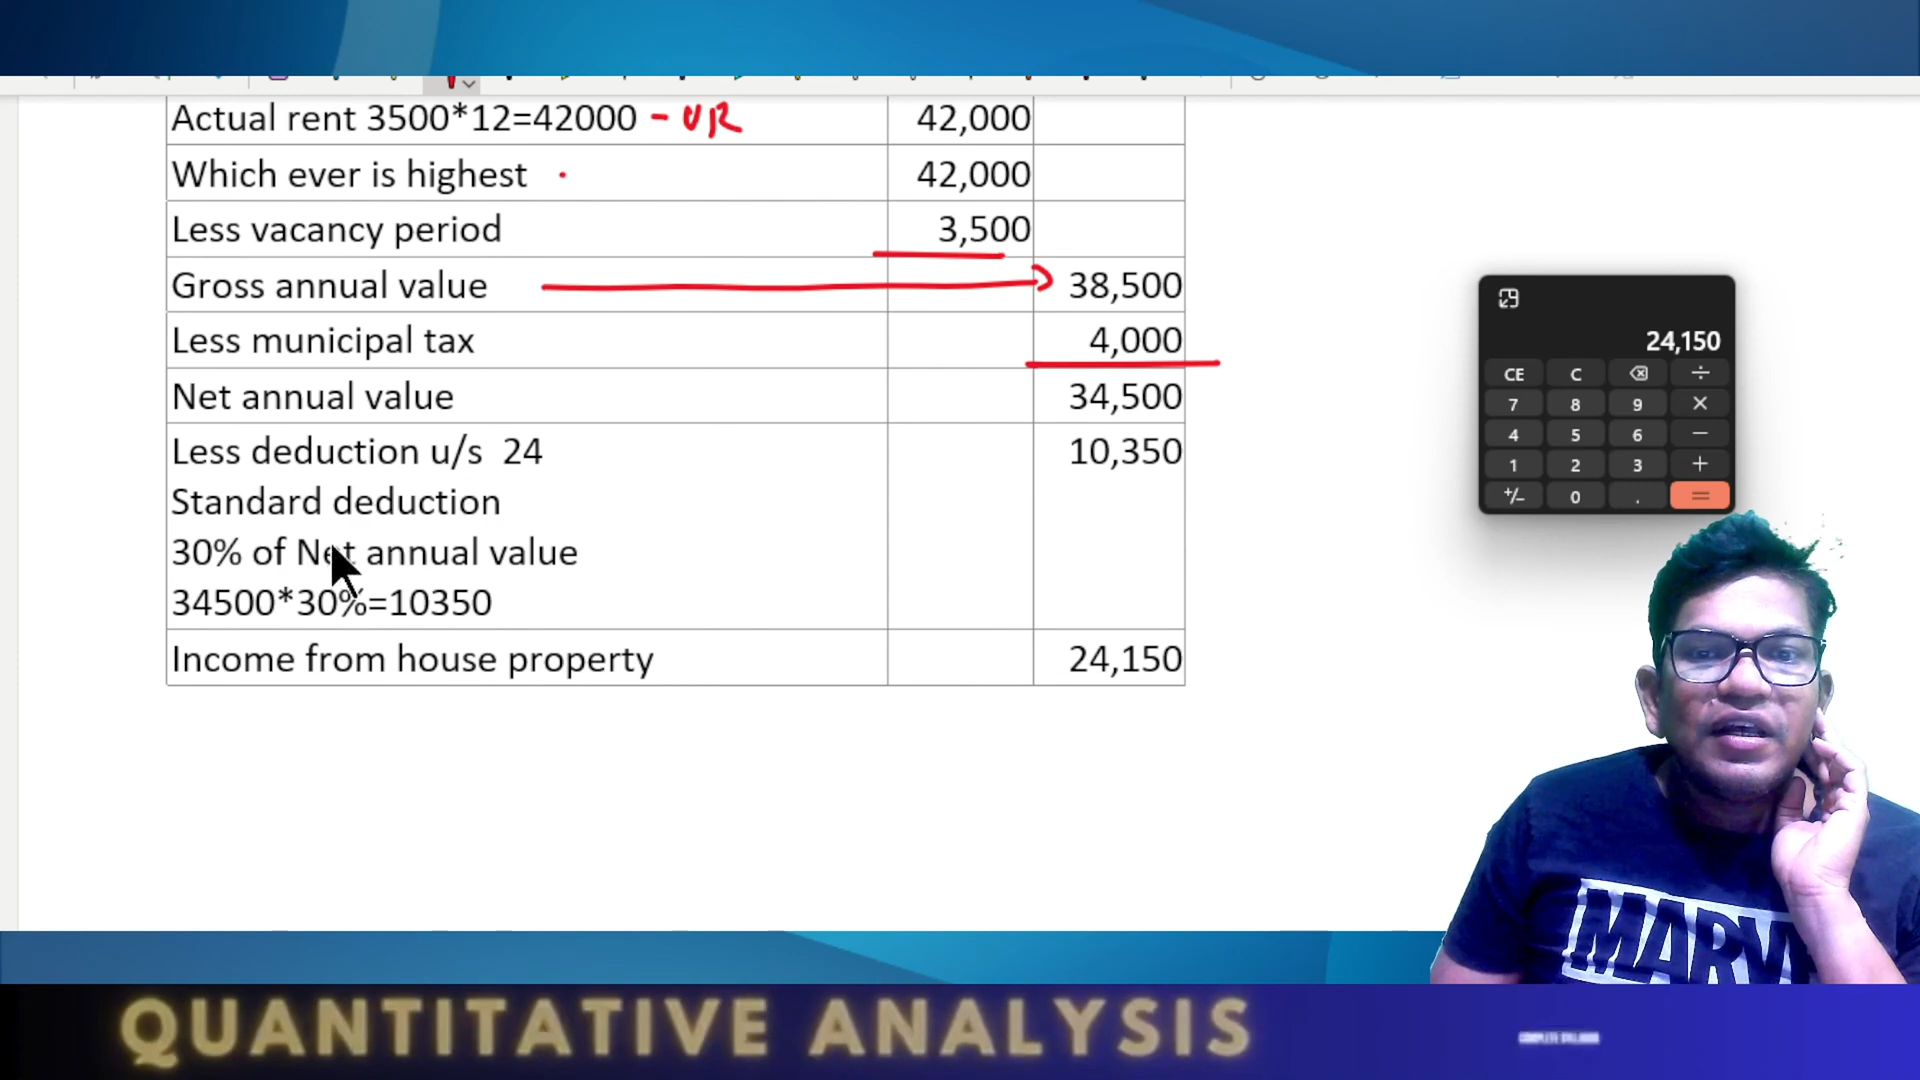 Actual rent 3500*12=42000 - UR 42,000
Which ever is highest 42,000
Less vacancy period 3,500
Gross annual value 38,500
Less municipal tax 4,000
Net annual value 34,500
Less deduction u/s 24 10,350
Standard deduction
30% of Net annual value
34500*30%=10350
Income from house property 24,150
24,150
CE C ⌫ ÷
7 8 9 ×
4 5 6 −
1 2 3 +
+/− 0 . =
MARV
QUANTITATIVE ANALYSIS
COMPLETE SYLLABUS